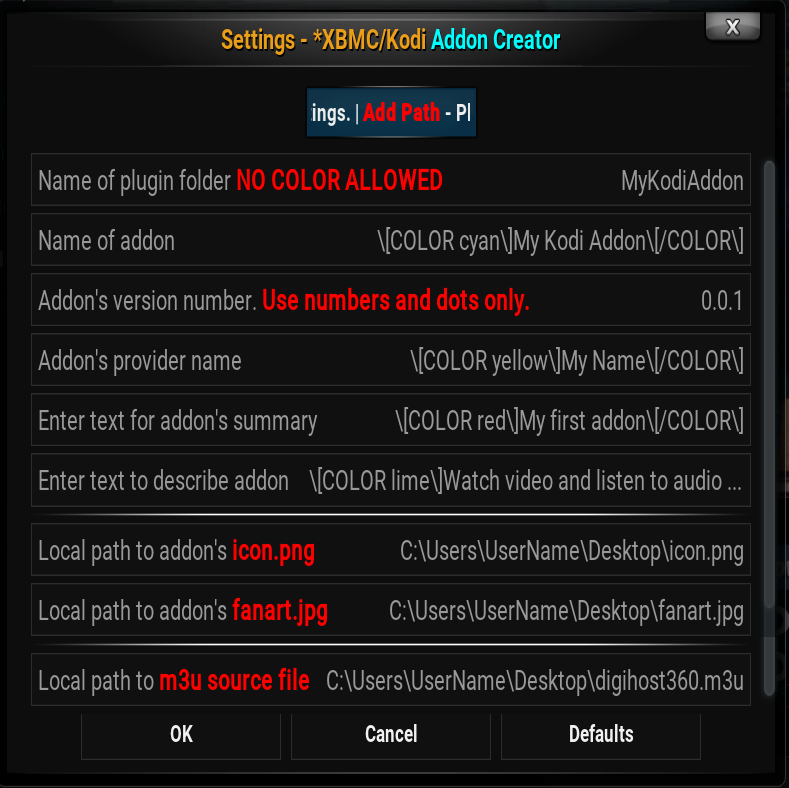 Settings - *XBMC/Kodi Addon Creator
X
ings. | Add Path - Pl
Name of plugin folder NO COLOR ALLOWED MyKodiAddon
Name of addon \[COLOR cyan\]My Kodi Addon\[/COLOR\]
Addon's version number. Use numbers and dots only. 0.0.1
Addon's provider name \[COLOR yellow\]My Name\[/COLOR\]
Enter text for addon's summary \[COLOR red\]My first addon\[/COLOR\]
Enter text to describe addon \[COLOR lime\]Watch video and listen to audio ...
Local path to addon's icon.png C:\Users\UserName\Desktop\icon.png
Local path to addon's fanart.jpg C:\Users\UserName\Desktop\fanart.jpg
Local path to m3u source file C:\Users\UserName\Desktop\digihost360.m3u
OK Cancel Defaults